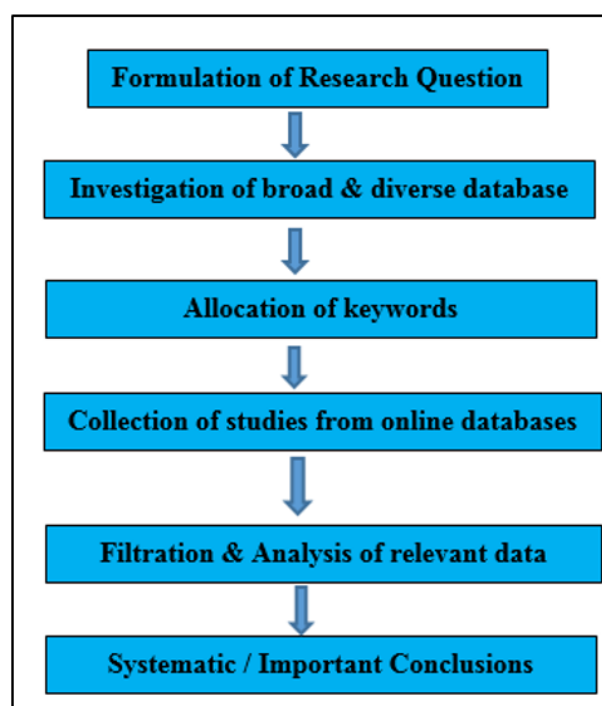 Formulation of Research Question
Investigation of broad & diverse database
Allocation of keywords
Collection of studies from online databases
Filtration & Analysis of relevant data
Systematic / Important Conclusions